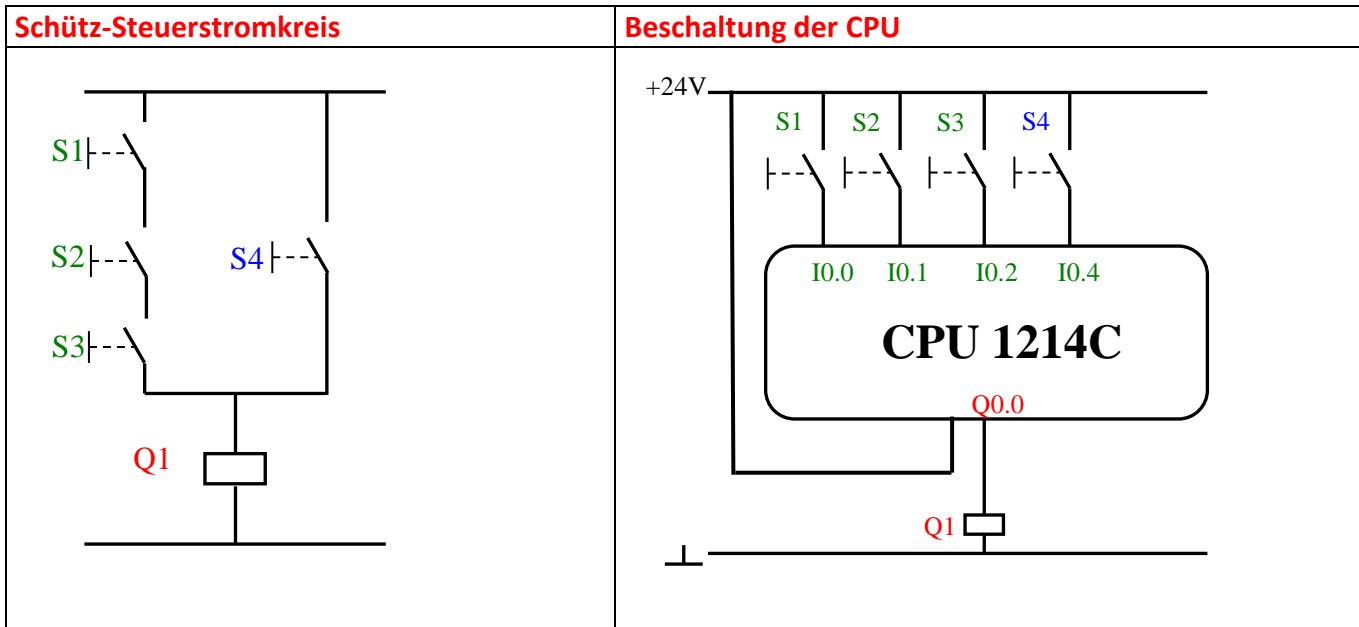 Schütz-Steuerstromkreis
Beschaltung der CPU
S1
S2
S4
S3
Q1
+24V
S1 S2 S3 S4
I0.0 I0.1 I0.2 I0.4
CPU 1214C
Q0.0
Q1